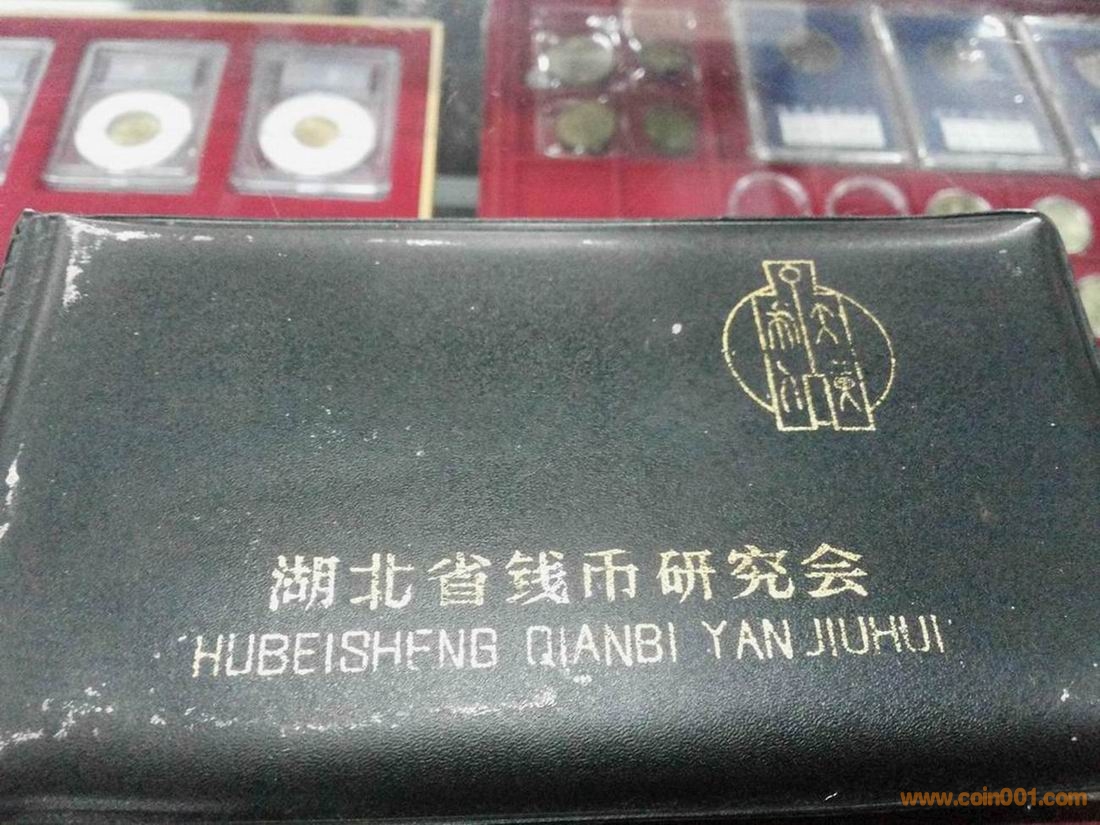 湖北省钱币研究会
HUBEISHENG QIANBI YANJIUHUI
www.coin001.com